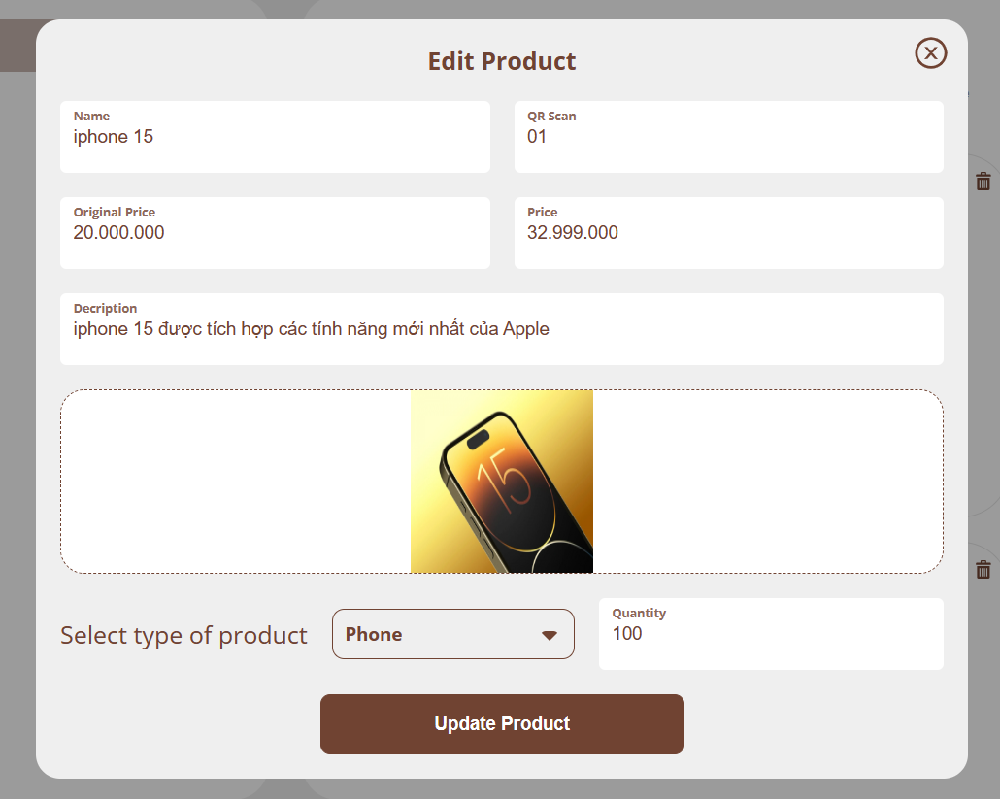 Edit Product
X
Name
iphone 15
QR Scan
01
Original Price
20.000.000
Price
32.999.000
Decription
iphone 15 được tích hợp các tính năng mới nhất của Apple
15
Select type of product
Phone
Quantity
100
Update Product